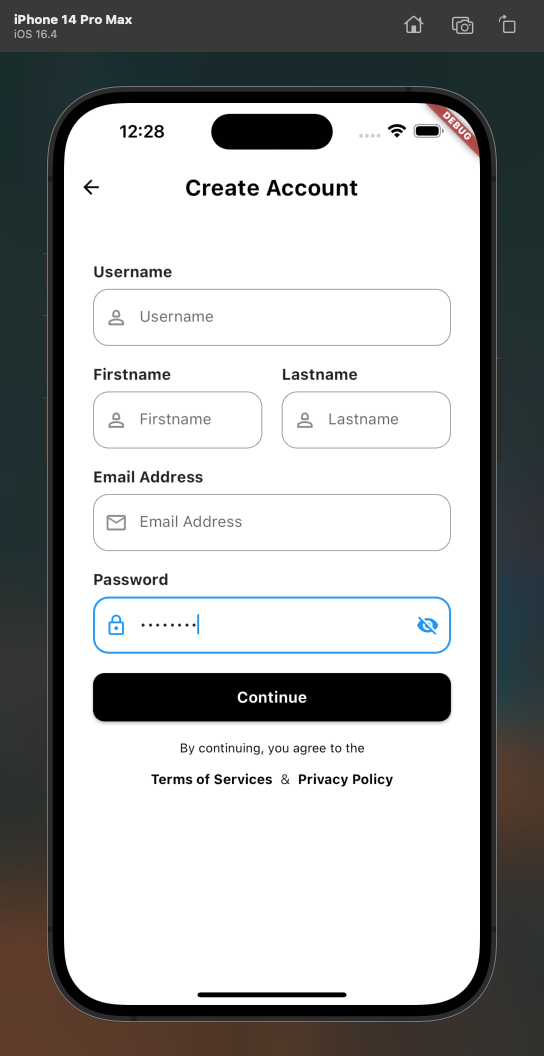 iPhone 14 Pro Max
iOS 16.4
12:28
DEBUG
Create Account
Username
Username
Firstname Lastname
Firstname Lastname
Email Address
Email Address
Password
••••••••
Continue
By continuing, you agree to the
Terms of Services & Privacy Policy